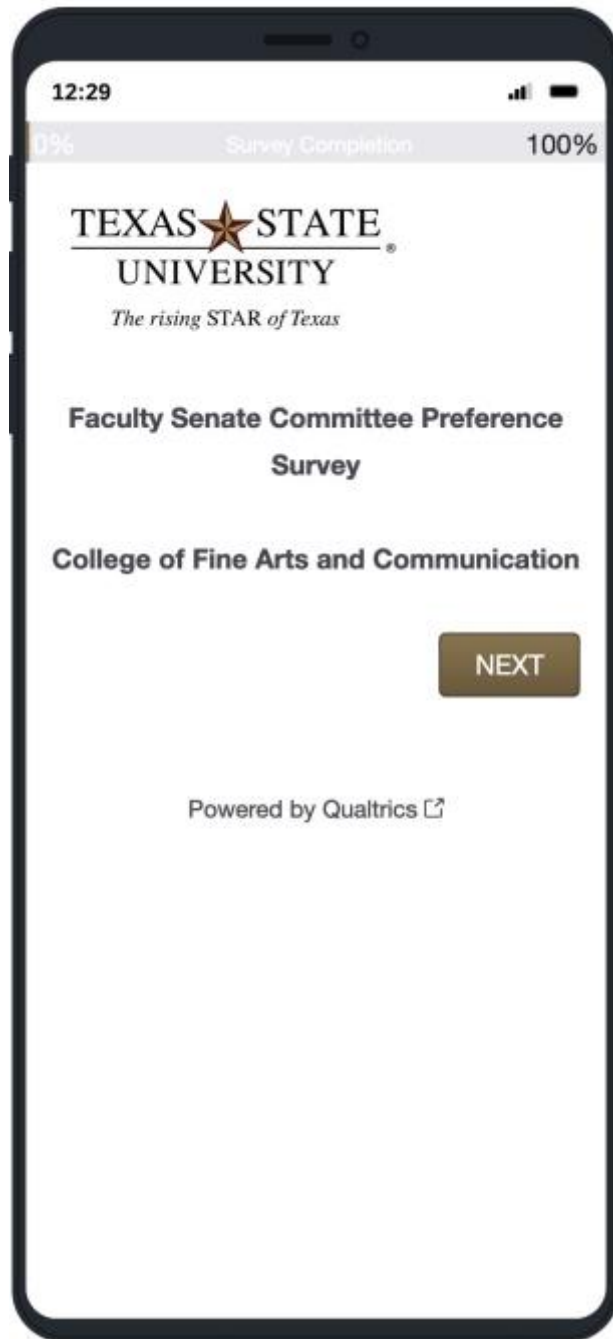 12:29
0% Survey Completion 100%
TEXAS STATE
UNIVERSITY
®
The rising STAR of Texas
Faculty Senate Committee Preference
Survey
College of Fine Arts and Communication
NEXT
Powered by Qualtrics